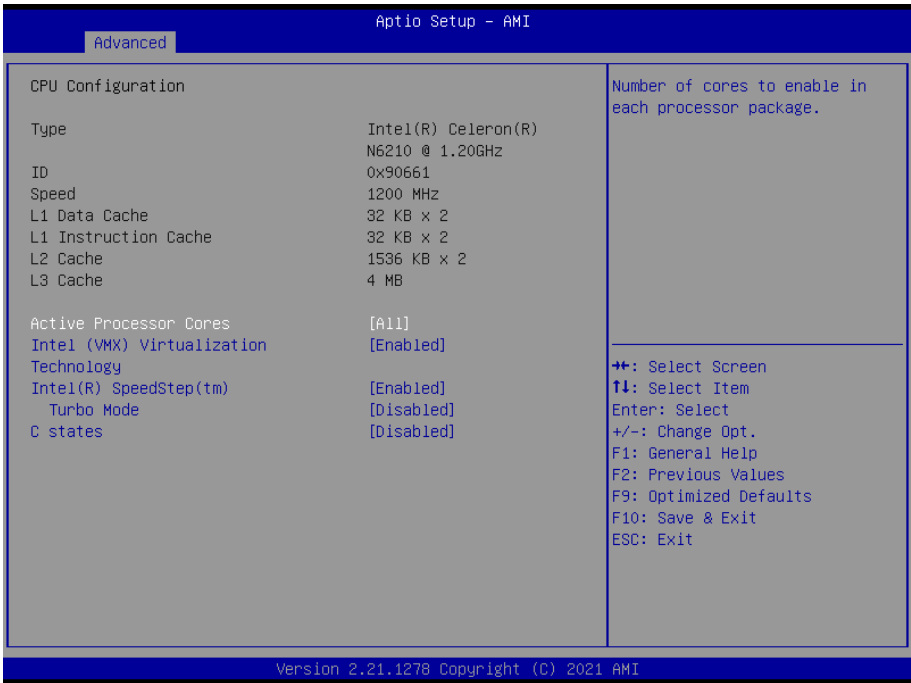 Aptio Setup – AMI
Advanced
CPU Configuration
Type Intel(R) Celeron(R)
N6210 @ 1.20GHz
ID 0x90661
Speed 1200 MHz
L1 Data Cache 32 KB x 2
L1 Instruction Cache 32 KB x 2
L2 Cache 1536 KB x 2
L3 Cache 4 MB
Active Processor Cores [All]
Intel (VMX) Virtualization [Enabled]
Technology
Intel(R) SpeedStep(tm) [Enabled]
Turbo Mode [Disabled]
C states [Disabled]
Number of cores to enable in
each processor package.
→←: Select Screen
↑↓: Select Item
Enter: Select
+/-: Change Opt.
F1: General Help
F2: Previous Values
F9: Optimized Defaults
F10: Save & Exit
ESC: Exit
Version 2.21.1278 Copyright (C) 2021 AMI